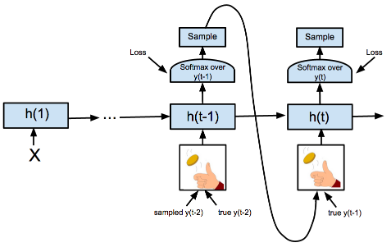 Sample
Sample
Loss
Softmax over
y(t-1)
Softmax over
y(t)
Loss
h(1)
...
h(t-1)
h(t)
X
sampled y(t-2)
true y(t-2)
true y(t-1)